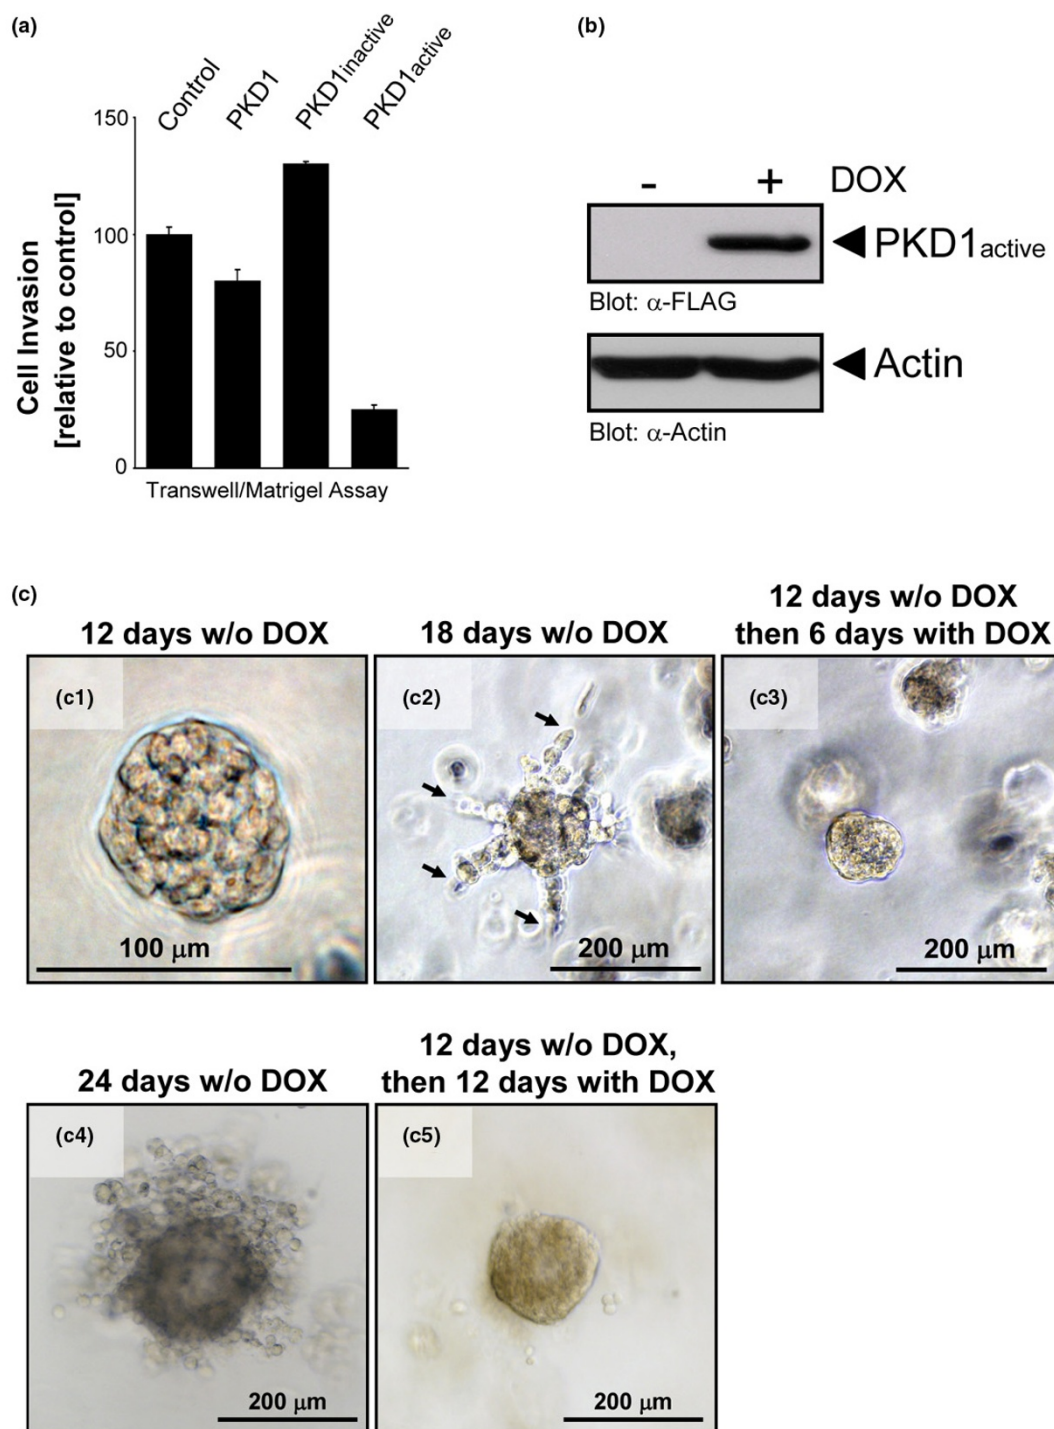 (a)
Control
PKD1
PKD1inactive
PKD1active
Cell Invasion
[relative to control]
150
100
50
0
Transwell/Matrigel Assay
(b)
- + DOX
PKD1active
Blot: α-FLAG
Actin
Blot: α-Actin
(c)
12 days w/o DOX
(c1)
100 μm
18 days w/o DOX
(c2)
200 μm
12 days w/o DOX
then 6 days with DOX
(c3)
200 μm
24 days w/o DOX
(c4)
200 μm
12 days w/o DOX,
then 12 days with DOX
(c5)
200 μm